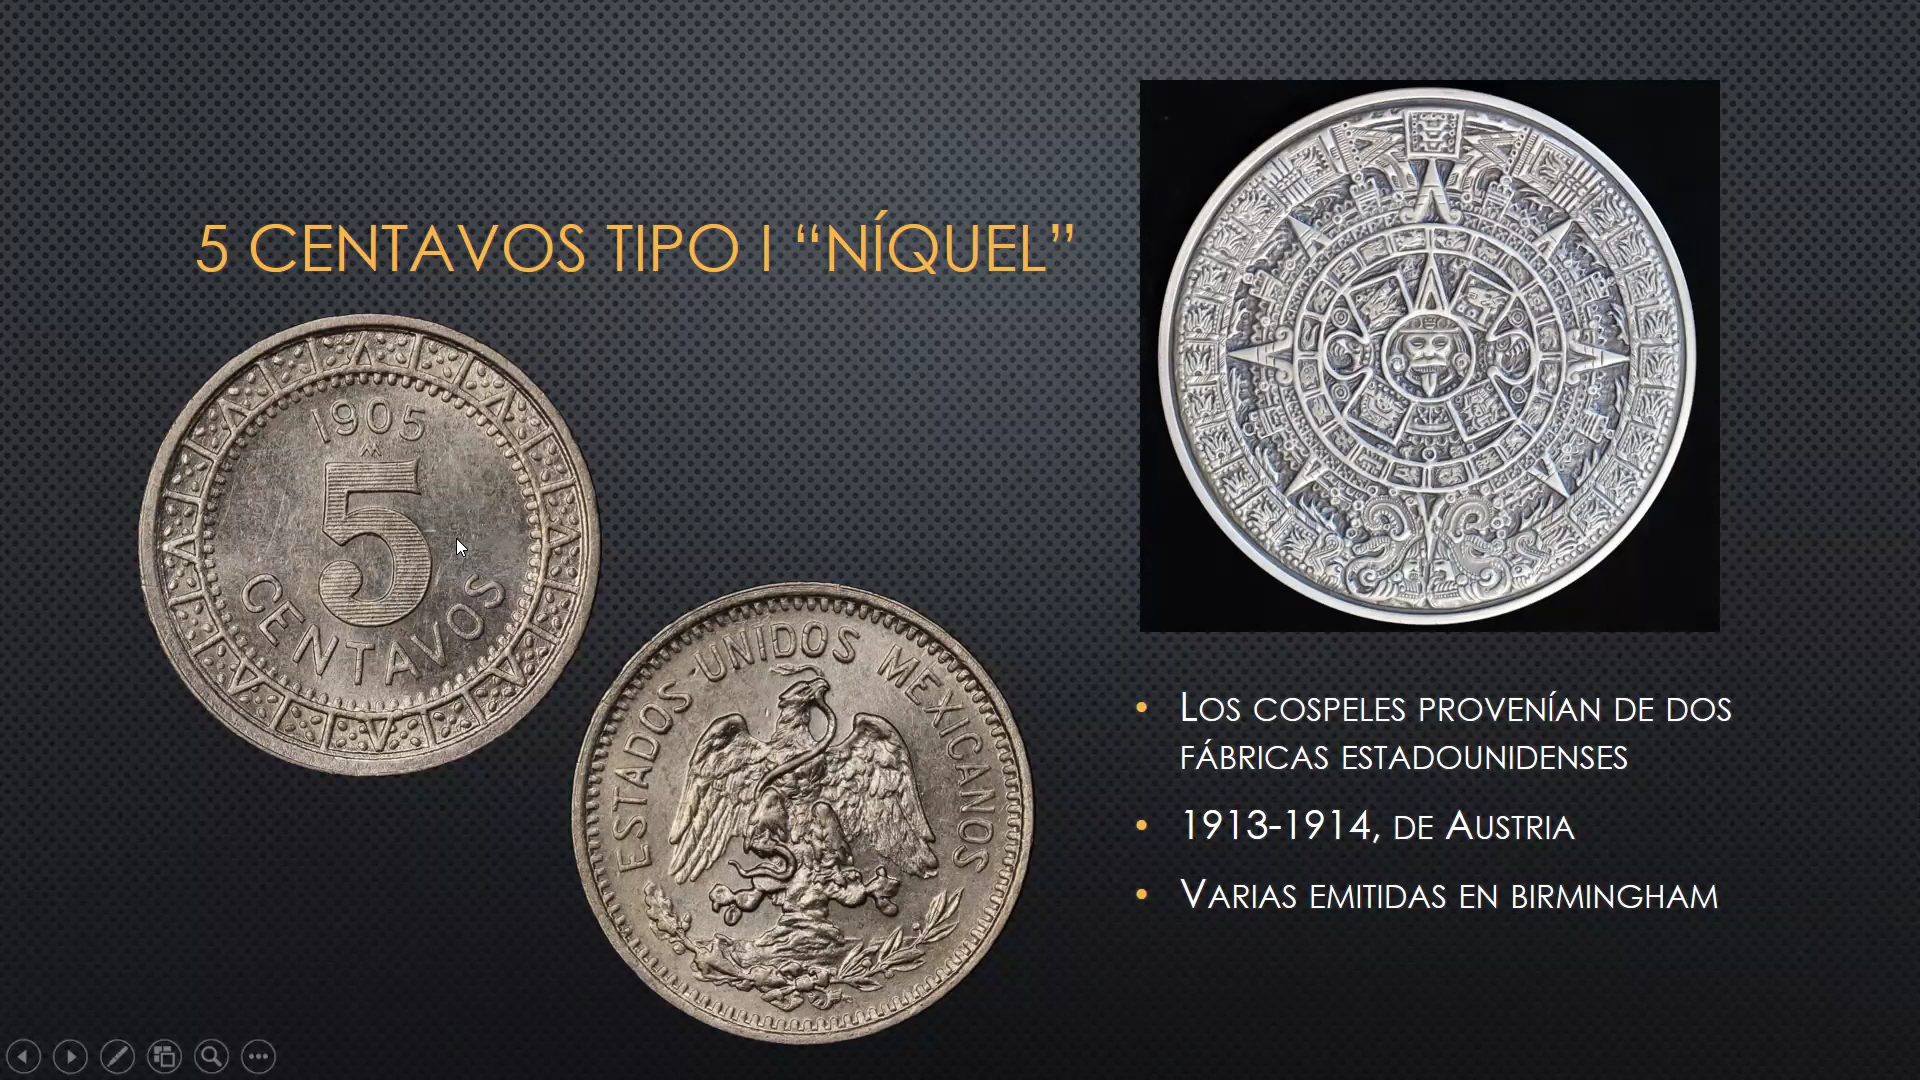 5 CENTAVOS TIPO I “NÍQUEL”
1905
M
5
CENTAVOS
ESTADOS UNIDOS MEXICANOS
• LOS COSPELES PROVENÍAN DE DOS
FÁBRICAS ESTADOUNIDENSES
• 1913-1914, DE AUSTRIA
• VARIAS EMITIDAS EN BIRMINGHAM